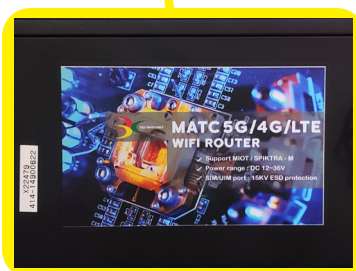 MATC 5G/4G/LTE
WIFI ROUTER
Support MIOT / SPIKTRA - M
Power range : DC 12~36V
SIM/UIM port : 15KV ESD protection
X22479
414-14900622